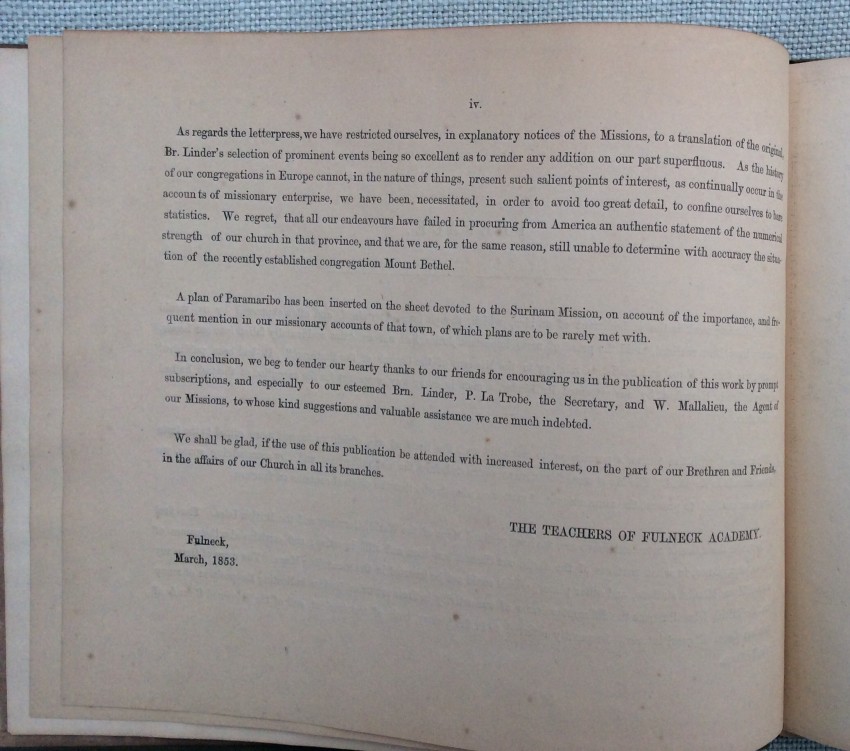 iv.
As regards the letterpress, we have restricted ourselves, in explanatory notices of the Missions, to a translation of the original,
Br. Linder's selection of prominent events being so excellent as to render any addition on our part superfluous. As the history
of our congregations in Europe cannot, in the nature of things, present such salient points of interest, as continually occur in the
accounts of missionary enterprise, we have been necessitated, in order to avoid too great detail, to confine ourselves to bare
statistics. We regret, that all our endeavours have failed in procuring from America an authentic statement of the numerical
strength of our church in that province, and that we are, for the same reason, still unable to determine with accuracy the situa-
tion of the recently established congregation Mount Bethel.
A plan of Paramaribo has been inserted on the sheet devoted to the Surinam Mission, on account of the importance, and fre-
quent mention in our missionary accounts of that town, of which plans are to be rarely met with.
In conclusion, we beg to tender our hearty thanks to our friends for encouraging us in the publication of this work by prompt
subscriptions, and especially to our esteemed Brn. Linder, P. La Trobe, the Secretary, and W. Mallalieu, the Agent of
our Missions, to whose kind suggestions and valuable assistance we are much indebted.
We shall be glad, if the use of this publication be attended with increased interest, on the part of our Brethren and Friends,
in the affairs of our Church in all its branches.
THE TEACHERS OF FULNECK ACADEMY.
Fulneck,
March, 1853.